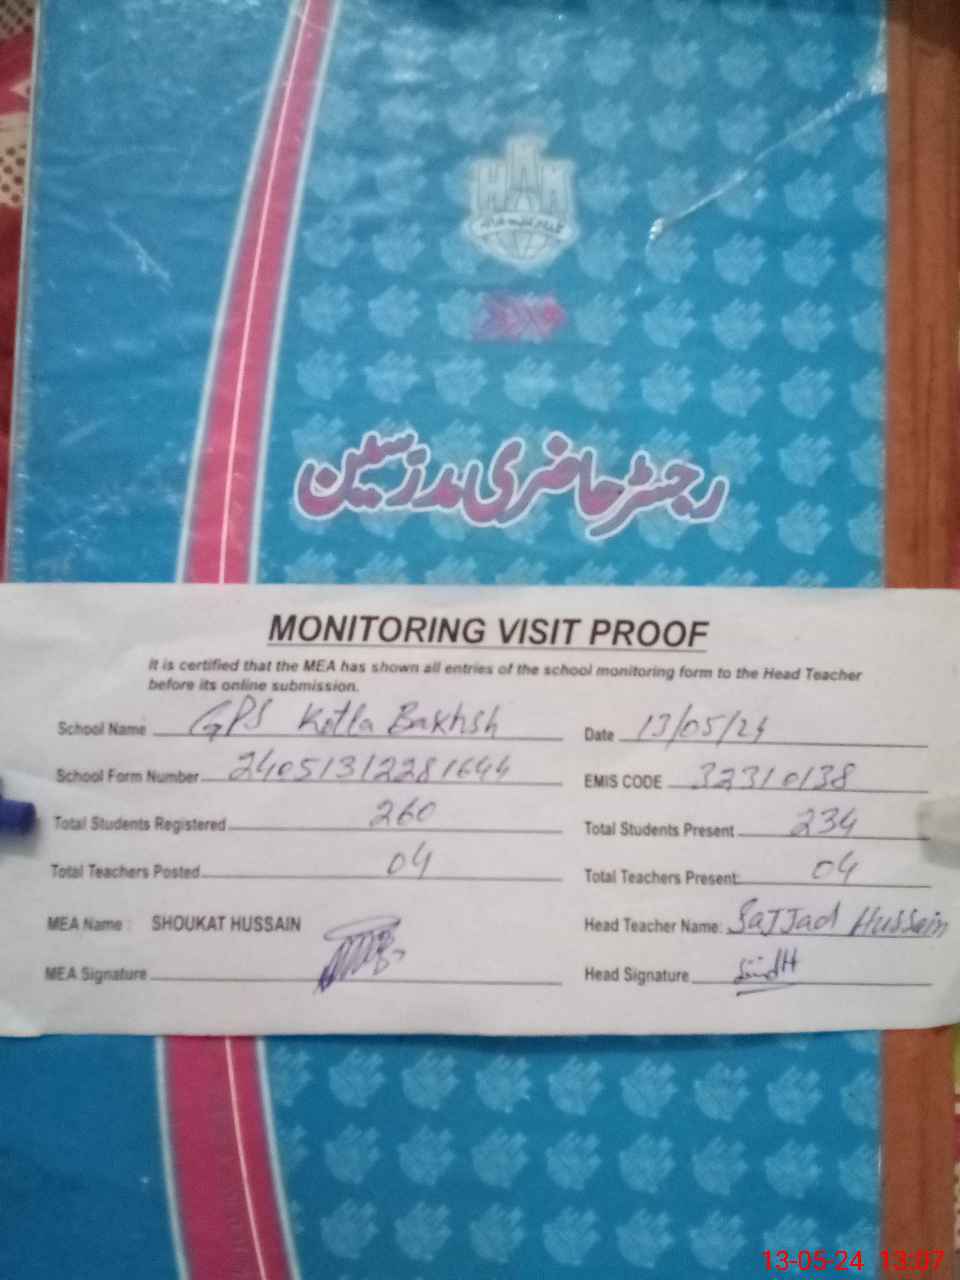 رجسٹر حاضری مدرسین
MONITORING VISIT PROOF
It is certified that the MEA has shown all entries of the school monitoring form to the Head Teacher
before its online submission.
School Name GPS Kotla Bakhsh Date 13/05/24
School Form Number 24051312281644 EMIS CODE 32310138
Total Students Registered 260 Total Students Present 234
Total Teachers Posted 04 Total Teachers Present: 04
MEA Name : SHOUKAT HUSSAIN Head Teacher Name: Sajjad Hussain
MEA Signature Head Signature
13-05-24 13:07